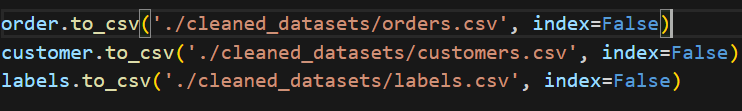 order.to_csv('./cleaned_datasets/orders.csv', index=False)
customer.to_csv('./cleaned_datasets/customers.csv', index=False)
labels.to_csv('./cleaned_datasets/labels.csv', index=False)